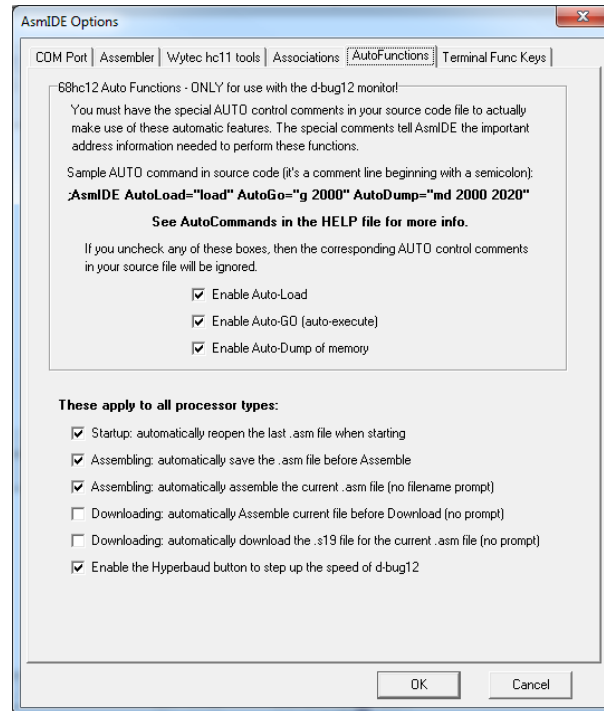 AsmIDE Options
COM Port
Assembler
Wytec hc11 tools
Associations
AutoFunctions
Terminal Func Keys
68hc12 Auto Functions - ONLY for use with the d-bug12 monitor!
You must have the special AUTO control comments in your source code file to actually
make use of these automatic features. The special comments tell AsmIDE the important
address information needed to perform these functions.
Sample AUTO command in source code (it's a comment line beginning with a semicolon):
;AsmIDE AutoLoad="load" AutoGo="g 2000" AutoDump="md 2000 2020"
See AutoCommands in the HELP file for more info.
If you uncheck any of these boxes, then the corresponding AUTO control comments
in your source file will be ignored.
Enable Auto-Load
Enable Auto-GO (auto-execute)
Enable Auto-Dump of memory
These apply to all processor types:
Startup: automatically reopen the last .asm file when starting
Assembling: automatically save the .asm file before Assemble
Assembling: automatically assemble the current .asm file (no filename prompt)
Downloading: automatically Assemble current file before Download (no prompt)
Downloading: automatically download the .s19 file for the current .asm file (no prompt)
Enable the Hyperbaud button to step up the speed of d-bug12
OK
Cancel